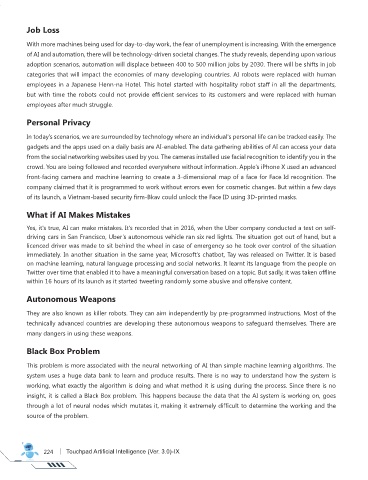 Job Loss
With more machines being used for day-to-day work, the fear of unemployment is increasing. With the emergence
of AI and automation, there will be technology-driven societal changes. The study reveals, depending upon various
adoption scenarios, automation will displace between 400 to 500 million jobs by 2030. There will be shifts in job
categories that will impact the economies of many developing countries. AI robots were replaced with human
employees in a Japanese Henn-na Hotel. This hotel started with hospitality robot staff in all the departments,
but with time the robots could not provide efficient services to its customers and were replaced with human
employees after much struggle.
Personal Privacy
In today's scenarios, we are surrounded by technology where an individual's personal life can be tracked easily. The
gadgets and the apps used on a daily basis are AI-enabled. The data gathering abilities of AI can access your data
from the social networking websites used by you. The cameras installed use facial recognition to identify you in the
crowd. You are being followed and recorded everywhere without information. Apple's iPhone X used an advanced
front-facing camera and machine learning to create a 3-dimensional map of a face for Face Id recognition. The
company claimed that it is programmed to work without errors even for cosmetic changes. But within a few days
of its launch, a Vietnam-based security firm-Bkav could unlock the Face ID using 3D-printed masks.
What if AI Makes Mistakes
Yes, it's true, AI can make mistakes. It's recorded that in 2016, when the Uber company conducted a test on self-
driving cars in San Francisco, Uber's autonomous vehicle ran six red lights. The situation got out of hand, but a
licenced driver was made to sit behind the wheel in case of emergency so he took over control of the situation
immediately. In another situation in the same year, Microsoft's chatbot, Tay was released on Twitter. It is based
on machine learning, natural language processing and social networks. It learnt its language from the people on
Twitter over time that enabled it to have a meaningful conversation based on a topic. But sadly, it was taken offline
within 16 hours of its launch as it started tweeting randomly some abusive and offensive content.
Autonomous Weapons
They are also known as killer robots. They can aim independently by pre-programmed instructions. Most of the
technically advanced countries are developing these autonomous weapons to safeguard themselves. There are
many dangers in using these weapons.
Black Box Problem
This problem is more associated with the neural networking of AI than simple machine learning algorithms. The
system uses a huge data bank to learn and produce results. There is no way to understand how the system is
working, what exactly the algorithm is doing and what method it is using during the process. Since there is no
insight, it is called a Black Box problem. This happens because the data that the AI system is working on, goes
through a lot of neural nodes which mutates it, making it extremely difficult to determine the working and the
source of the problem.
224 | Touchpad Artificial Intelligence (Ver. 3.0)-IX